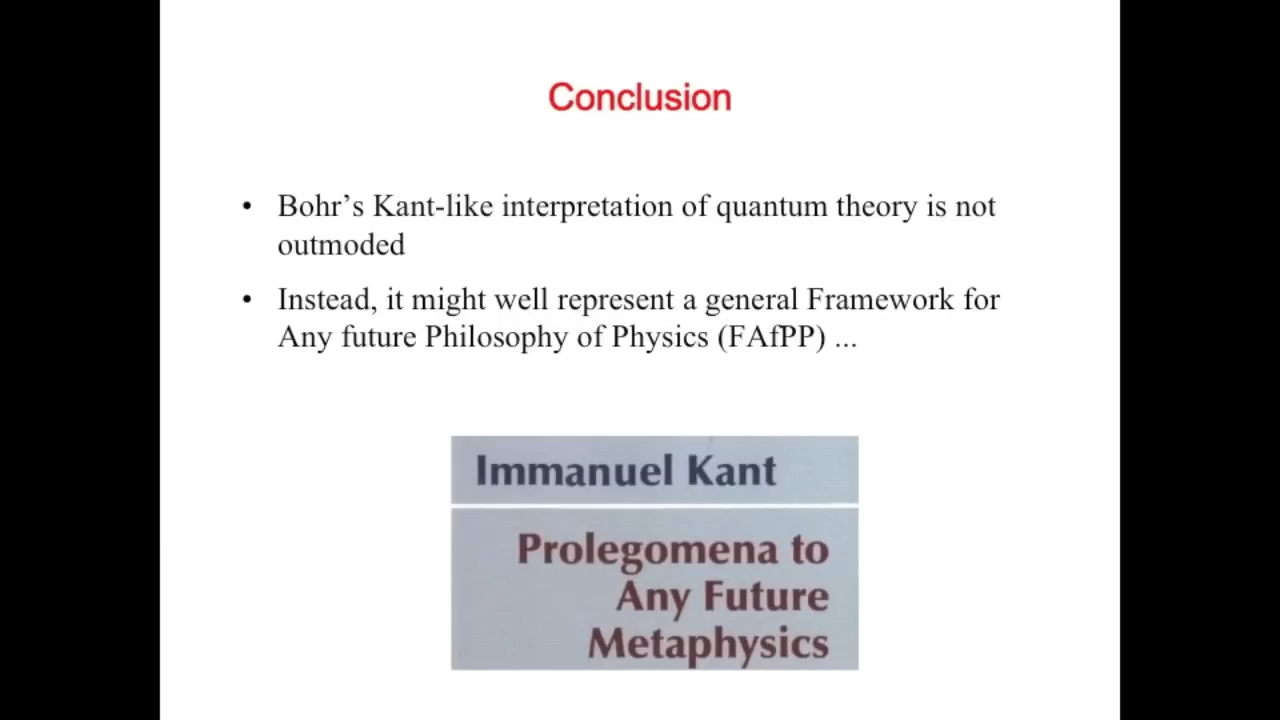 Conclusion
• Bohr’s Kant-like interpretation of quantum theory is not
outmoded
• Instead, it might well represent a general Framework for
Any future Philosophy of Physics (FAfPP) ...
Immanuel Kant
Prolegomena to
Any Future
Metaphysics